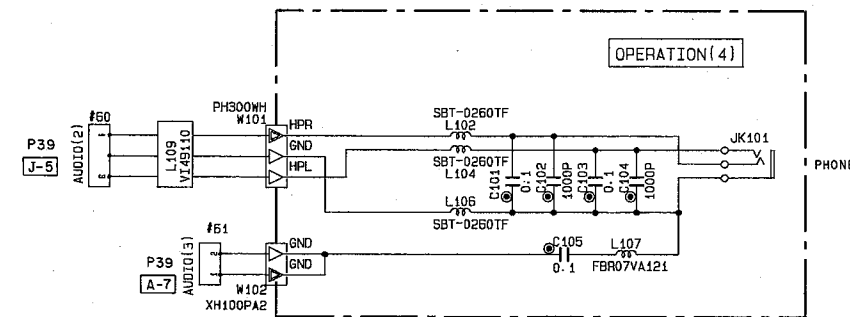 OPERATION(4)
PH300WH
W101
#60
P39
J-5
AUDIO(2)
L109
VI49110
HPR
GND
HPL
SBT-0260TF
L102
SBT-0260TF
L104
L106
SBT-0260TF
C101
0.1
C102
1000P
C103
0.1
C104
1000P
JK101
PHONE
#61
P39
A-7
AUDIO(3)
2
1
GND
GND
W102
XH100PA2
C105
0.1
L107
FBR07VA121